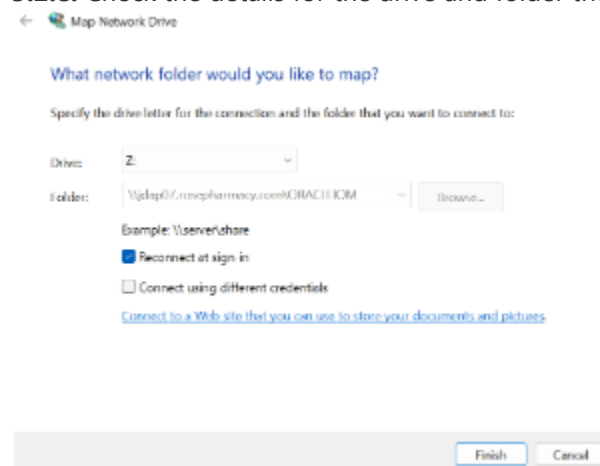 Check the details for the drive and folder
Map Network Drive
What network folder would you like to map?
Specify the drive letter for the connection and the folder that you want to connect to:
Drive: Z:
Folder: Browse...
Example: \\server\share
Reconnect at sign-in
Connect using different credentials
Connect to a Web site that you can use to store your documents and pictures.
Finish Cancel